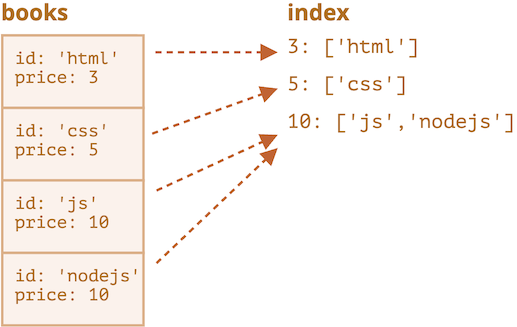 books
id: 'html'
price: 3
id: 'css'
price: 5
id: 'js'
price: 10
id: 'nodejs'
price: 10
index
3: ['html']
5: ['css']
10: ['js','nodejs']